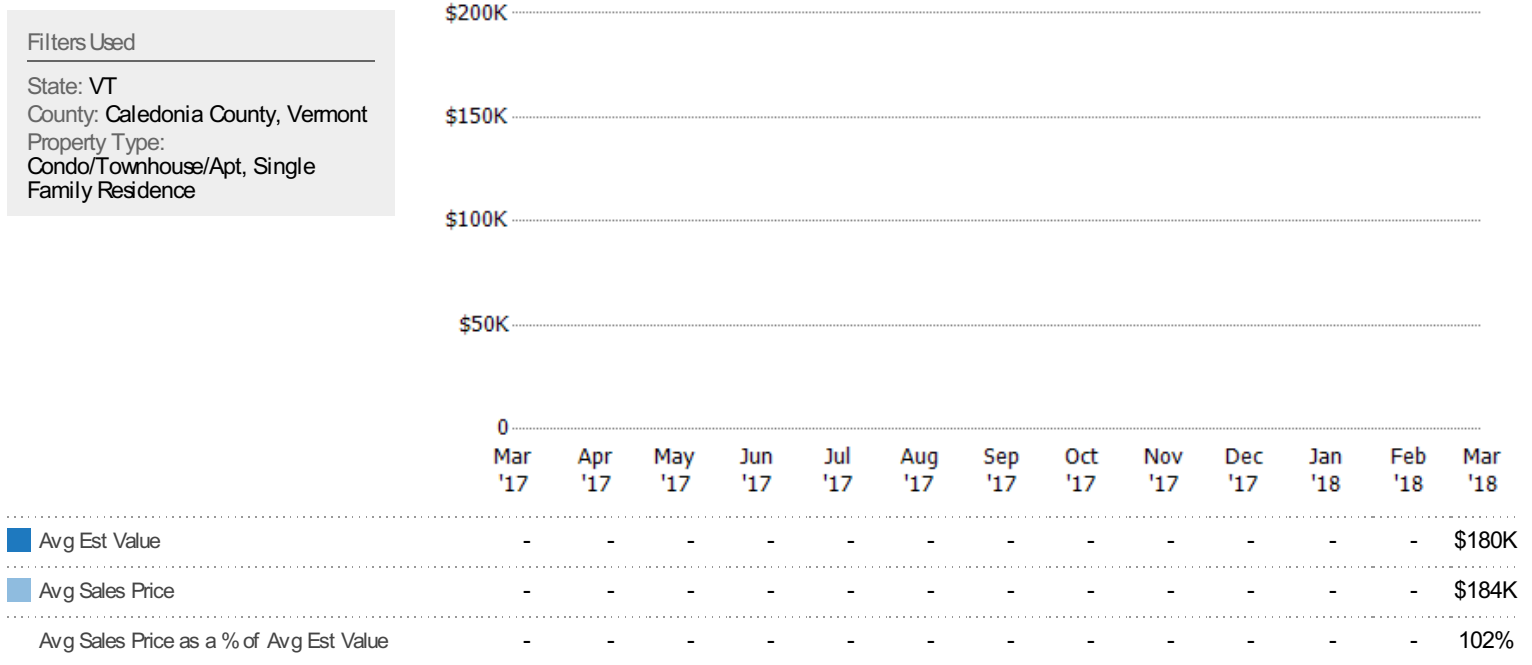 Filters Used
State: VT
County: Caledonia County, Vermont
Property Type:
Condo/Townhouse/Apt, Single
Family Residence
$200K
$150K
$100K
$50K
0
Mar Apr May Jun Jul Aug Sep Oct Nov Dec Jan Feb Mar
'17 '17 '17 '17 '17 '17 '17 '17 '17 '17 '18 '18 '18
Avg Est Value - - - - - - - - - - - - $180K
Avg Sales Price - - - - - - - - - - - - $184K
Avg Sales Price as a % of Avg Est Value - - - - - - - - - - - - 102%